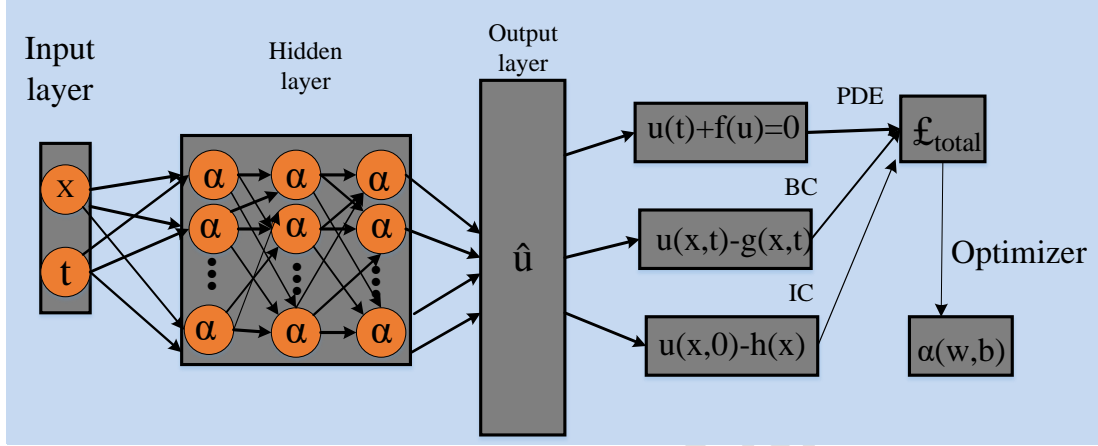 Input
layer
Hidden
layer
Output
layer
x
t
α α α
α α α
α α α
û
u(t)+f(u)=0
u(x,t)-g(x,t)
u(x,0)-h(x)
PDE
BC
IC
£total
Optimizer
α(w,b)